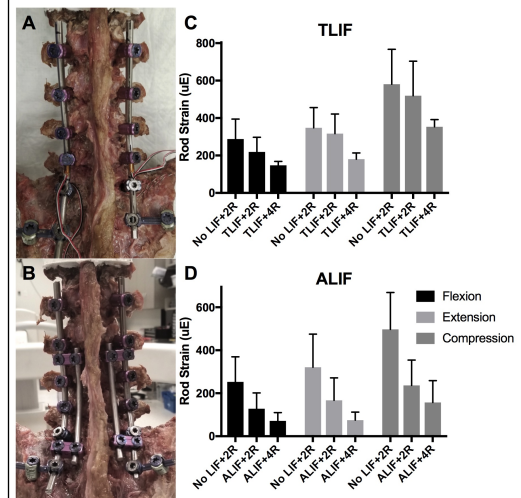 A
B
C
TLIF
Rod Strain (uE)
800
600
400
200
0
No LIF+2R
TLIF+2R
TLIF+4R
No LIF+2R
TLIF+2R
TLIF+4R
No LIF+2R
TLIF+2R
TLIF+4R
D
ALIF
Rod Strain (uE)
600
400
200
0
No LIF+2R
ALIF+2R
ALIF+4R
No LIF+2R
ALIF+2R
ALIF+4R
No LIF+2R
ALIF+2R
ALIF+4R
Flexion
Extension
Compression